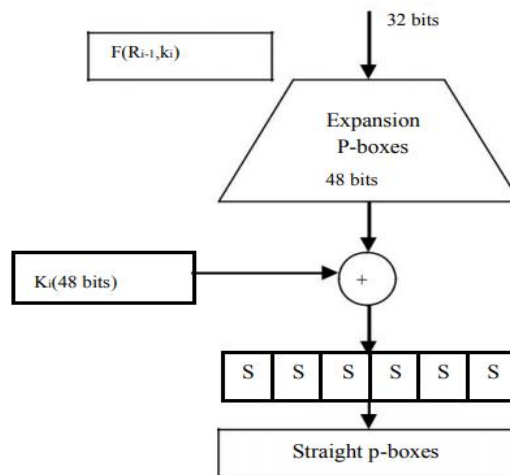 32 bits
F(Ri-1,ki)
Expansion
P-boxes
48 bits
Ki(48 bits)
+
S S S S S S
Straight p-boxes